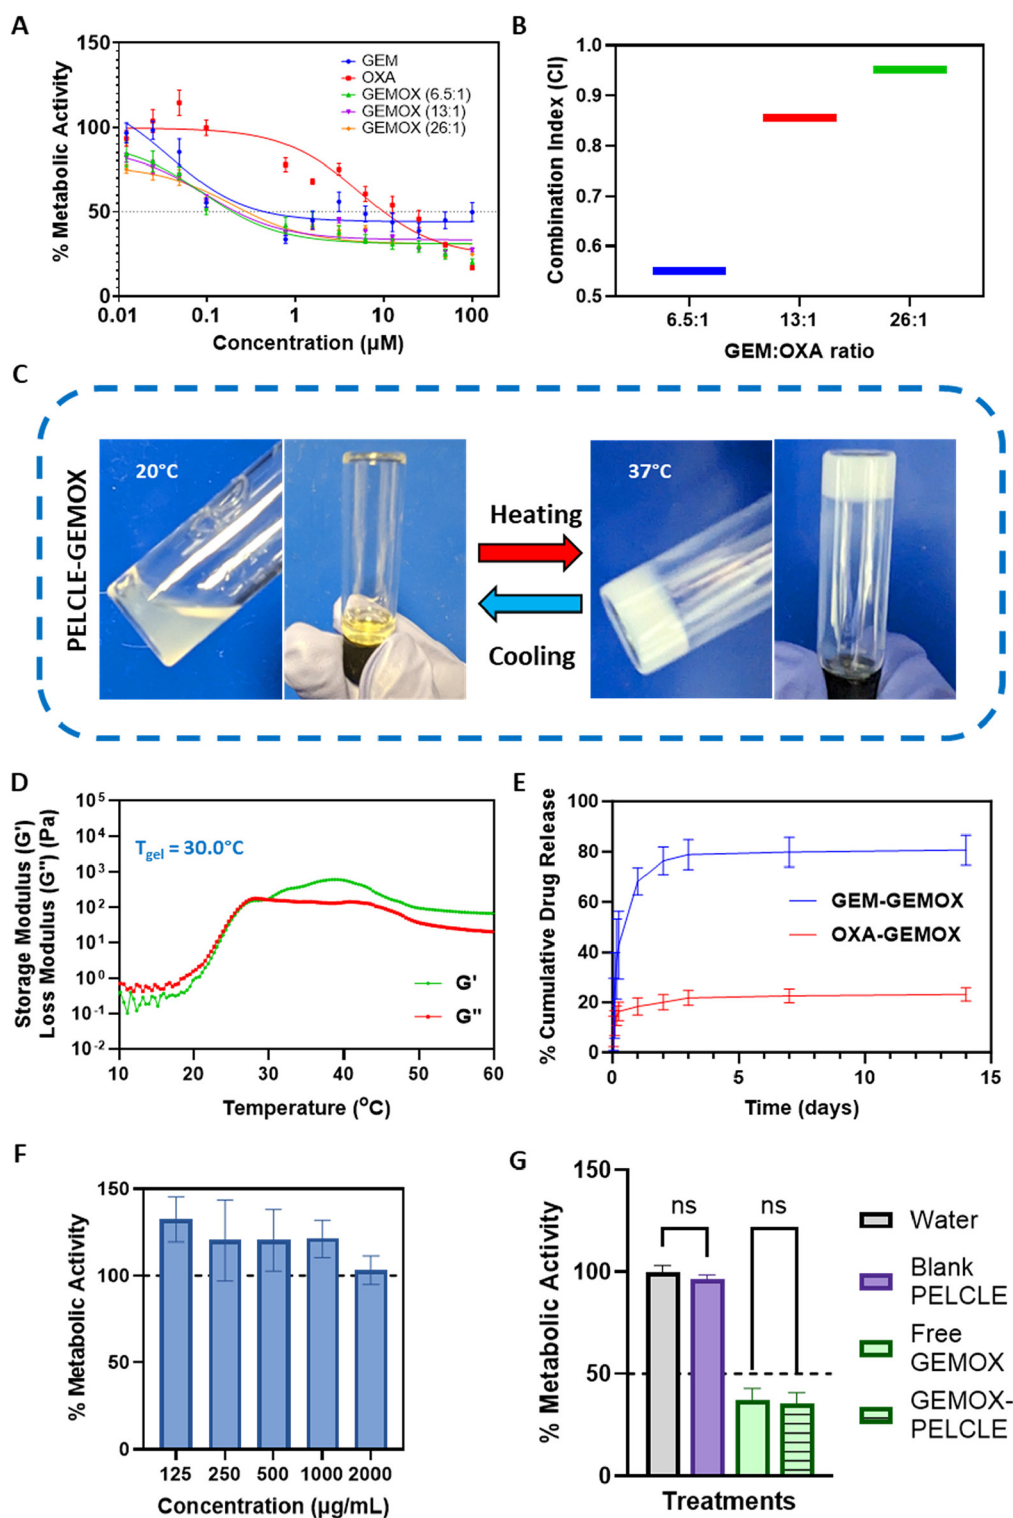 A
% Metabolic Activity
150
100
50
0
0.01
0.1
1
10
100
Concentration (µM)
GEM
OXA
GEMOX (6.5:1)
GEMOX (13:1)
GEMOX (26:1)
B
Combination Index (CI)
1.0
0.9
0.8
0.7
0.6
0.5
6.5:1
13:1
26:1
GEM:OXA ratio
C
PELCLE-GEMOX
20°C
Heating
Cooling
37°C
D
Storage Modulus (G')
Loss Modulus (G'') (Pa)
10⁵
10⁴
10³
10²
10¹
10⁰
10⁻¹
10⁻²
Tgel = 30.0°C
G'
G''
10
20
30
40
50
60
Temperature (°C)
E
% Cumulative Drug Release
100
80
60
40
20
0
GEM-GEMOX
OXA-GEMOX
0
5
10
15
Time (days)
F
% Metabolic Activity
150
100
50
0
125
250
500
1000
2000
Concentration (µg/mL)
G
% Metabolic Activity
150
100
50
0
ns
ns
Treatments
Water
Blank
PELCLE
Free
GEMOX
GEMOX-
PELCLE